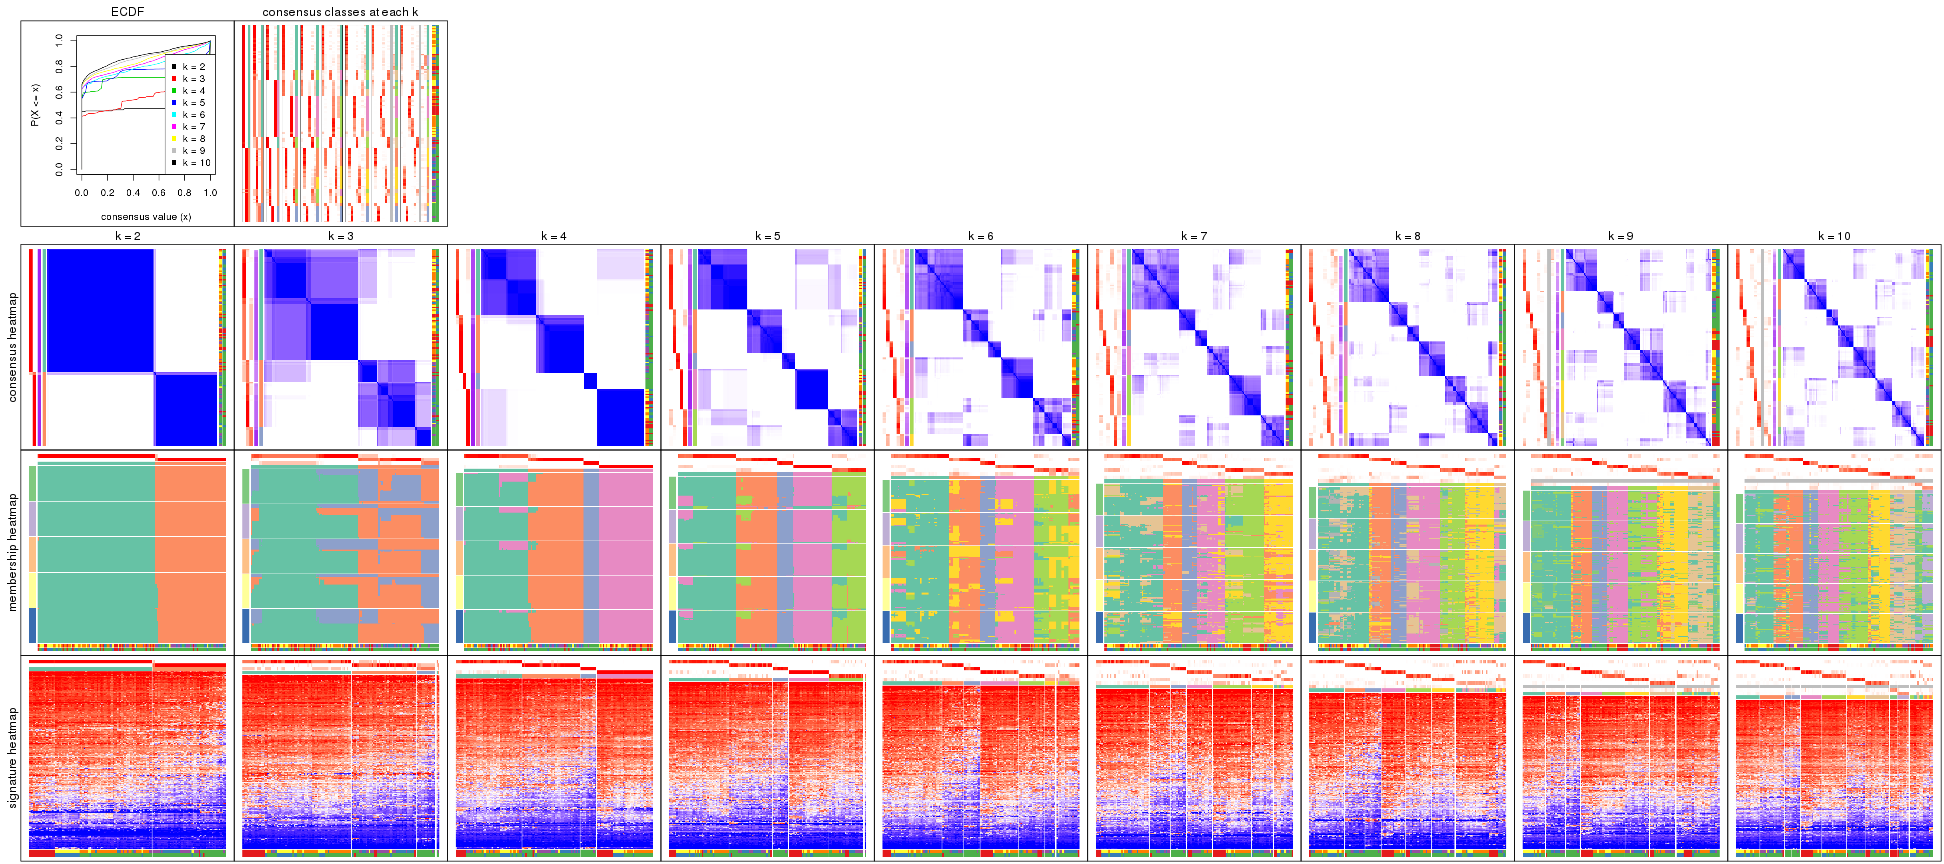 ECDF
consensus classes at each k
P(X <= x)
0.0 0.2 0.4 0.6 0.8 1.0
k = 2
k = 3
k = 4
k = 5
k = 6
k = 7
k = 8
k = 9
k = 10
0.0 0.2 0.4 0.6 0.8 1.0
consensus value (x)
k = 2 k = 3 k = 4 k = 5 k = 6 k = 7 k = 8 k = 9 k = 10
consensus heatmap
membership heatmap
signature heatmap